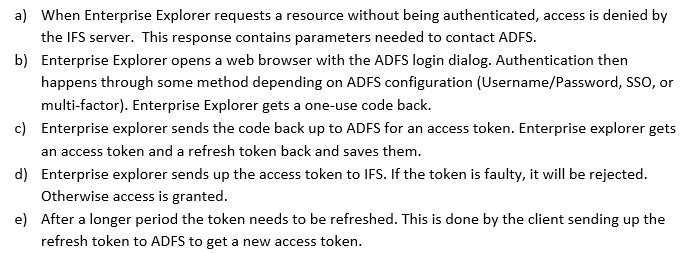 a) When Enterprise Explorer requests a resource without being authenticated, access is denied by
the IFS server.  This response contains parameters needed to contact ADFS.
b) Enterprise Explorer opens a web browser with the ADFS login dialog. Authentication then
happens through some method depending on ADFS configuration (Username/Password, SSO, or
multi-factor). Enterprise Explorer gets a one-use code back.
c) Enterprise explorer sends the code back up to ADFS for an access token. Enterprise explorer gets
an access token and a refresh token back and saves them.
d) Enterprise explorer sends up the access token to IFS. If the token is faulty, it will be rejected.
Otherwise access is granted.
e) After a longer period the token needs to be refreshed. This is done by the client sending up the
refresh token to ADFS to get a new access token.